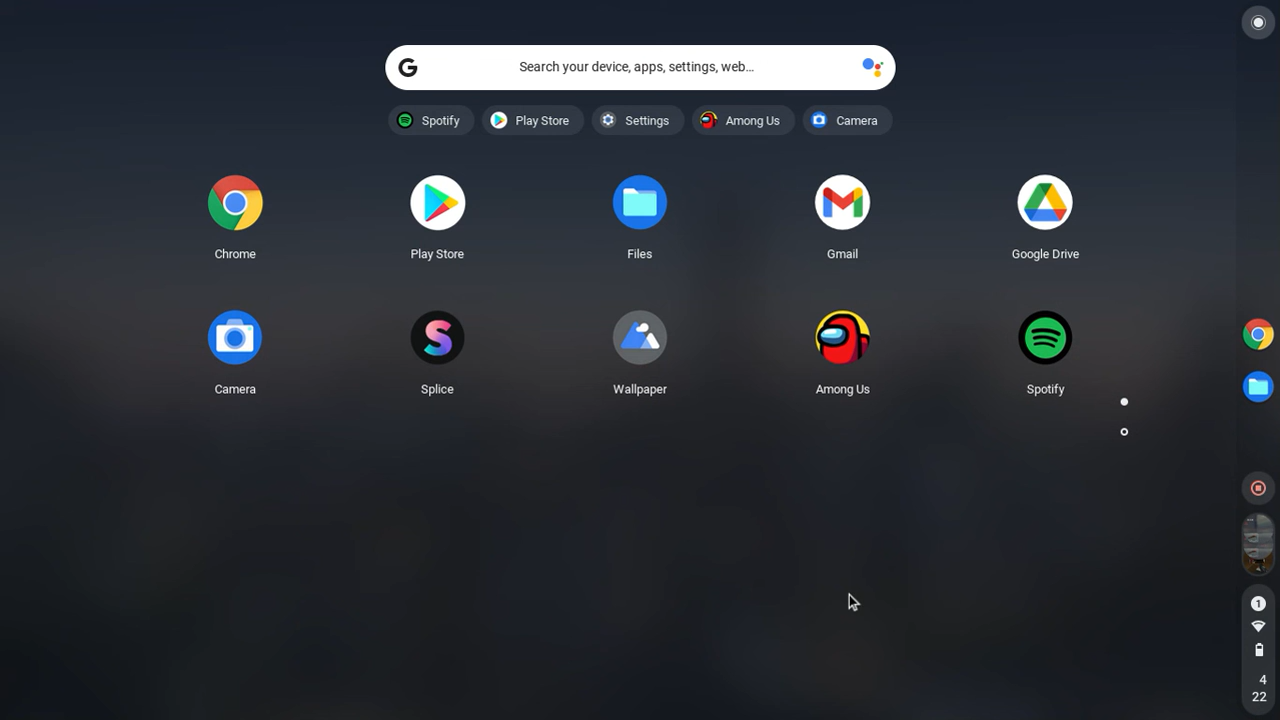 Search your device, apps, settings, web...
Spotify Play Store Settings Among Us Camera
Chrome Play Store Files Gmail Google Drive
Camera Splice Wallpaper Among Us Spotify
1
4
22